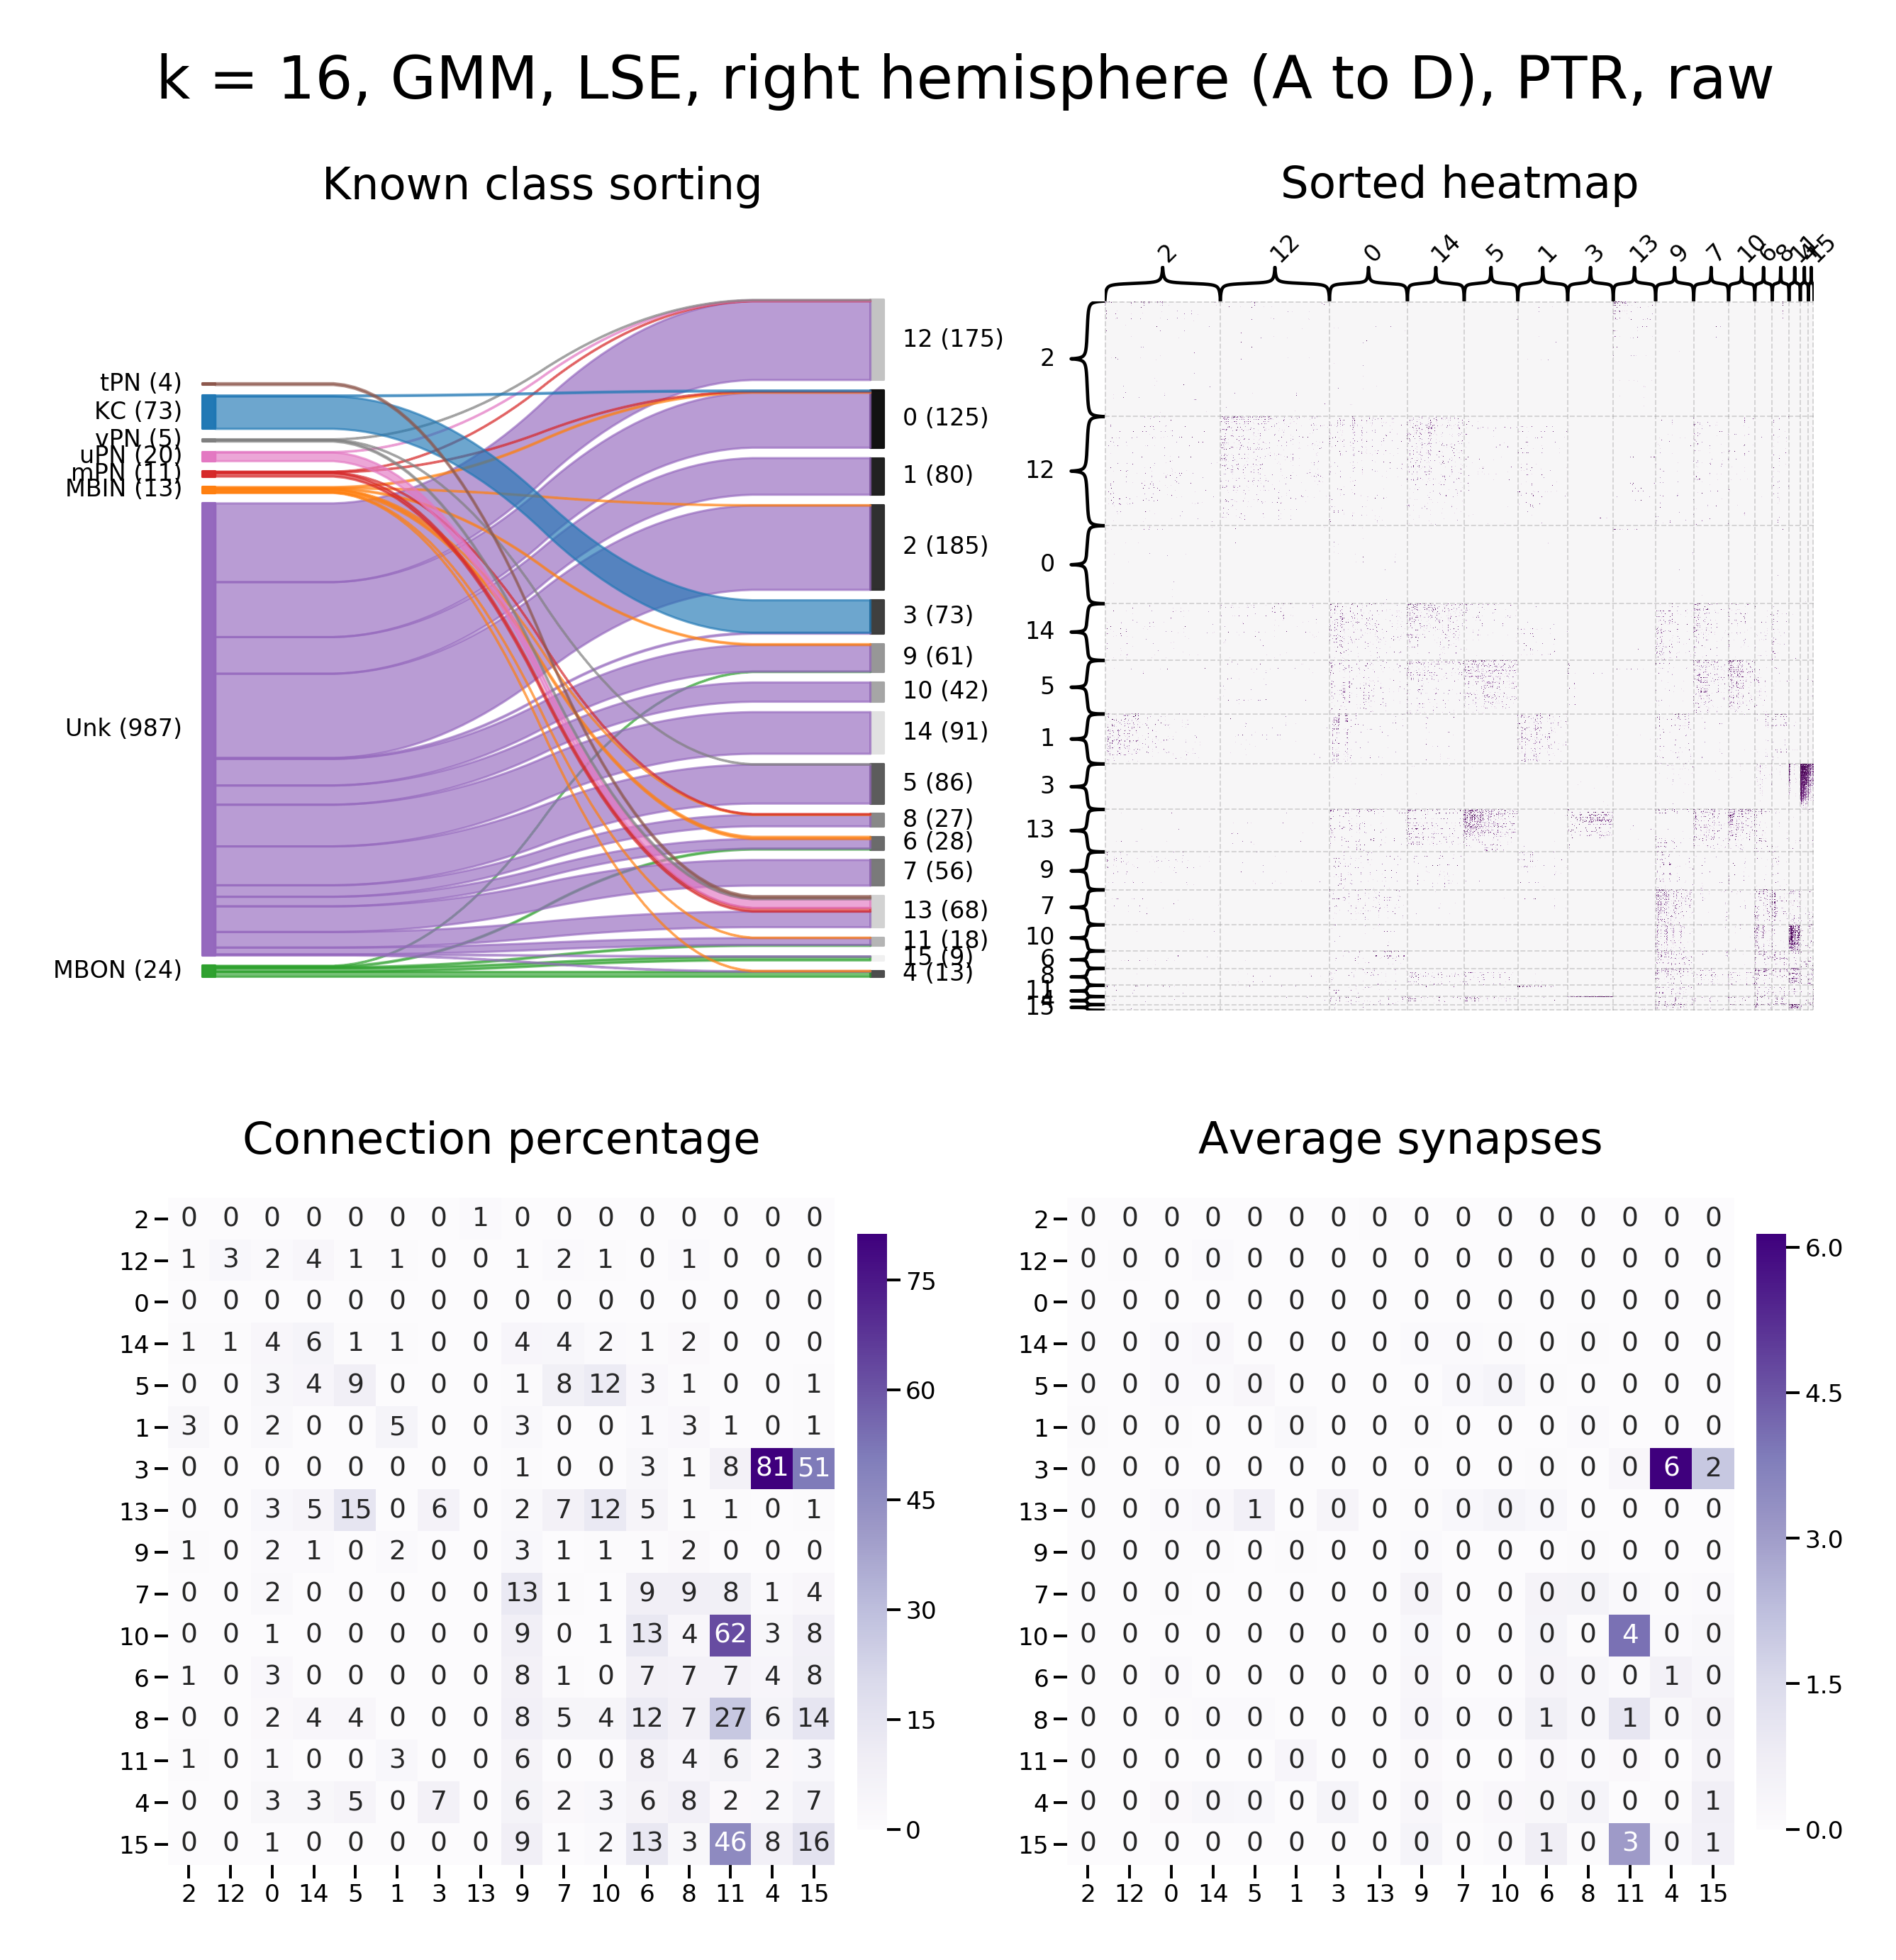 k = 16, GMM, LSE, right hemisphere (A to D), PTR, raw
Known class sorting
tPN (4)
KC (73)
vPN (5)
uPN (20)
mPN (11)
MBIN (13)
Unk (987)
MBON (24)
12 (175)
0 (125)
1 (80)
2 (185)
3 (73)
9 (61)
10 (42)
14 (91)
5 (86)
8 (27)
6 (28)
7 (56)
13 (68)
11 (18)
15 (9)
4 (13)
Sorted heatmap
2 12 0 14 5 1 3 13 9 7 10 6 8 11 4 15
2
12
0
14
5
1
3
13
9
7
10
6
8
11
4
15
Connection percentage
2 0 0 0 0 0 0 0 1 0 0 0 0 0 0 0 0
12 1 3 2 4 1 1 0 0 1 2 1 0 1 0 0 0
0 0 0 0 0 0 0 0 0 0 0 0 0 0 0 0 0
14 1 1 4 6 1 1 0 0 4 4 2 1 2 0 0 0
5 0 0 3 4 9 0 0 0 1 8 12 3 1 0 0 1
1 3 0 2 0 0 5 0 0 3 0 0 1 3 1 0 1
3 0 0 0 0 0 0 0 0 1 0 0 3 1 8 81 51
13 0 0 3 5 15 0 6 0 2 7 12 5 1 1 0 1
9 1 0 2 1 0 2 0 0 3 1 1 1 2 0 0 0
7 0 0 2 0 0 0 0 0 13 1 1 9 9 8 1 4
10 0 0 1 0 0 0 0 0 9 0 1 13 4 62 3 8
6 1 0 3 0 0 0 0 0 8 1 0 7 7 7 4 8
8 0 0 2 4 4 0 0 0 8 5 4 12 7 27 6 14
11 1 0 1 0 0 3 0 0 6 0 0 8 4 6 2 3
4 0 0 3 3 5 0 7 0 6 2 3 6 8 2 2 7
15 0 0 1 0 0 0 0 0 9 1 2 13 3 46 8 16
2 12 0 14 5 1 3 13 9 7 10 6 8 11 4 15
75
60
45
30
15
0
Average synapses
2 0 0 0 0 0 0 0 0 0 0 0 0 0 0 0 0
12 0 0 0 0 0 0 0 0 0 0 0 0 0 0 0 0
0 0 0 0 0 0 0 0 0 0 0 0 0 0 0 0 0
14 0 0 0 0 0 0 0 0 0 0 0 0 0 0 0 0
5 0 0 0 0 0 0 0 0 0 0 0 0 0 0 0 0
1 0 0 0 0 0 0 0 0 0 0 0 0 0 0 0 0
3 0 0 0 0 0 0 0 0 0 0 0 0 0 0 6 2
13 0 0 0 0 1 0 0 0 0 0 0 0 0 0 0 0
9 0 0 0 0 0 0 0 0 0 0 0 0 0 0 0 0
7 0 0 0 0 0 0 0 0 0 0 0 0 0 0 0 0
10 0 0 0 0 0 0 0 0 0 0 0 0 0 4 0 0
6 0 0 0 0 0 0 0 0 0 0 0 0 0 0 1 0
8 0 0 0 0 0 0 0 0 0 0 0 1 0 1 0 0
11 0 0 0 0 0 0 0 0 0 0 0 0 0 0 0 0
4 0 0 0 0 0 0 0 0 0 0 0 0 0 0 0 1
15 0 0 0 0 0 0 0 0 0 0 0 1 0 3 0 1
2 12 0 14 5 1 3 13 9 7 10 6 8 11 4 15
6.0
4.5
3.0
1.5
0.0